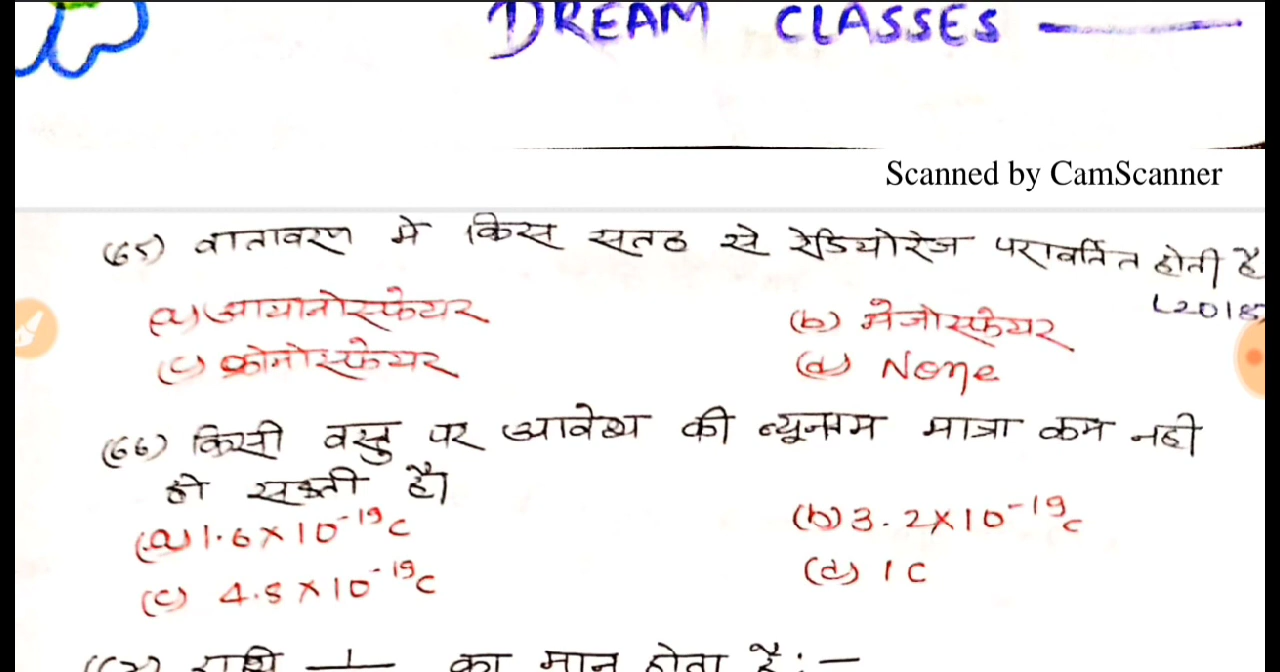 DREAM CLASSES
Scanned by CamScanner
(65) वातावरण मे किस सतह से रेडियोरेज परावर्तित होती है
(a) आयानोस्फेयर (b) मेजोस्फेयर [2018
(c) क्रोनोस्फेयर (d) None
(66) किसी वस्तु पर आवेश की न्यूनतम मात्रा कम नही
हो सकती है।
(a) 1.6×10⁻¹⁹C (b) 3.2×10⁻¹⁹C
(c) 4.8×10⁻¹⁹C (d) 1C
राशि का मान होता है:—